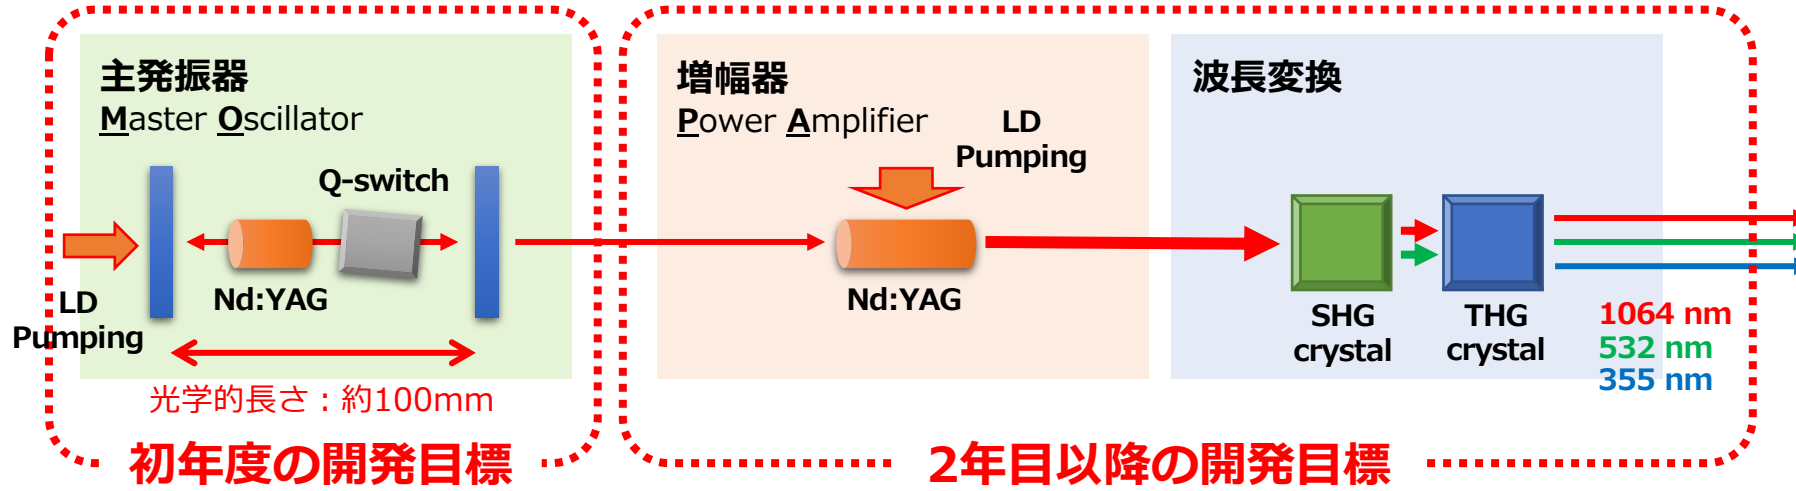 主発振器
Master Oscillator
Q-switch
LD
Pumping
Nd:YAG
光学的長さ：約100mm
初年度の開発目標
増幅器
Power Amplifier
LD
Pumping
Nd:YAG
波長変換
SHG
crystal
THG
crystal
1064 nm
532 nm
355 nm
2年目以降の開発目標